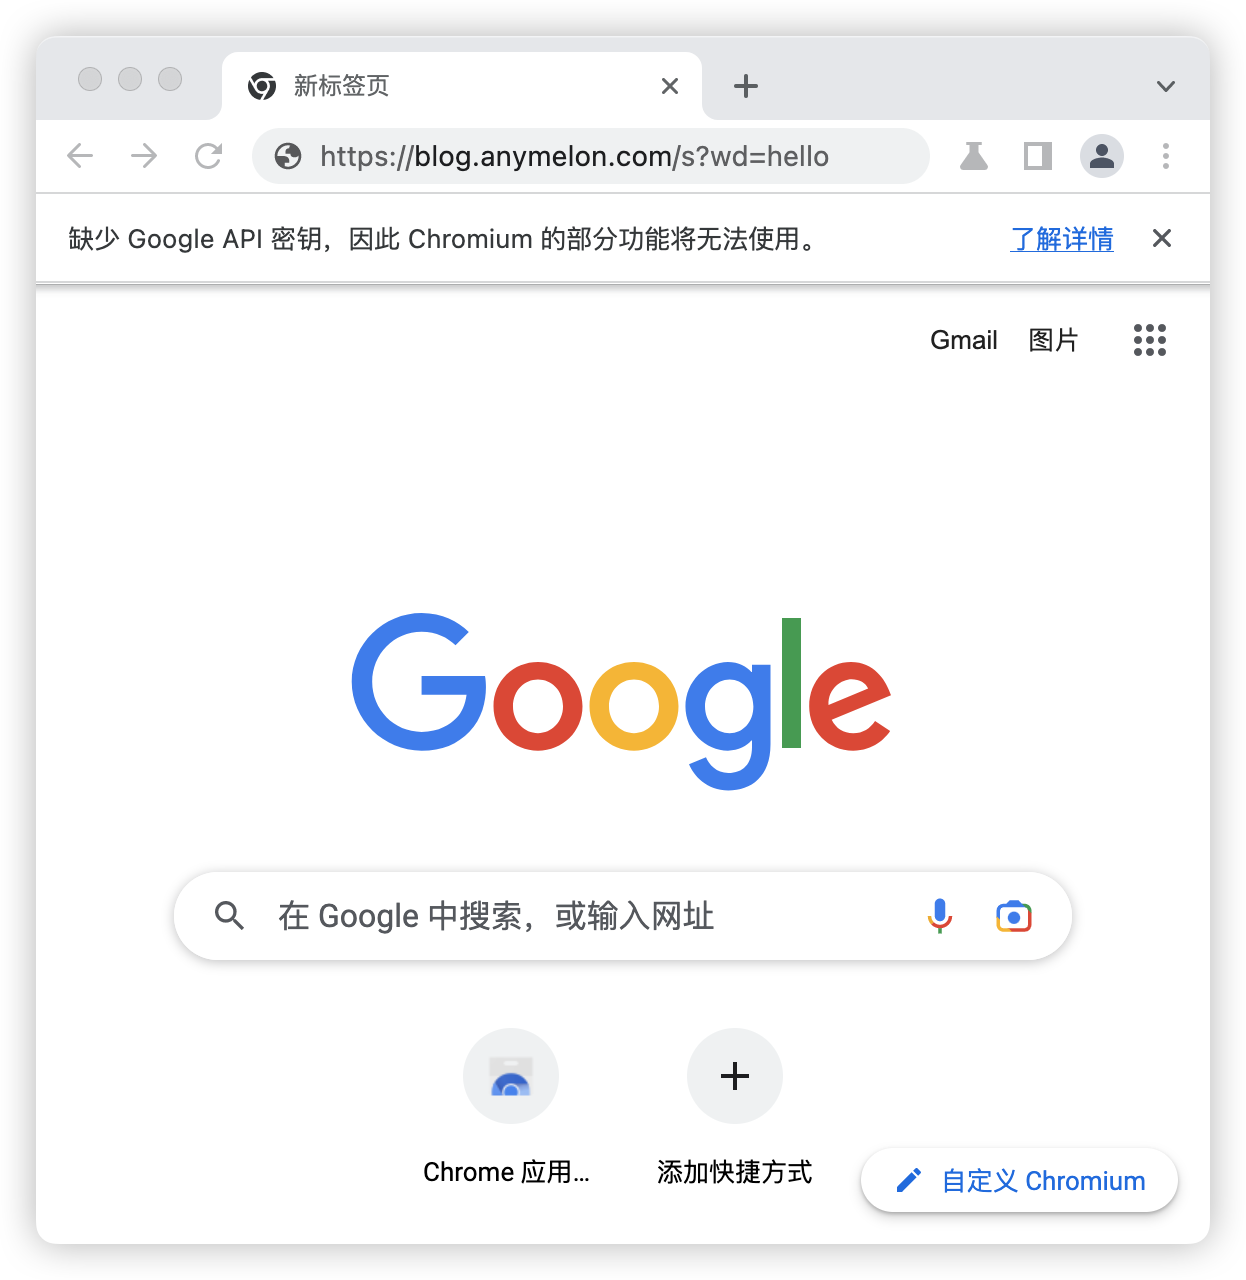 新标签页
https://blog.anymelon.com/s?wd=hello
缺少 Google API 密钥，因此 Chromium 的部分功能将无法使用。 了解详情
Gmail 图片
Google
在 Google 中搜索，或输入网址
Chrome 应用... 添加快捷方式
自定义 Chromium